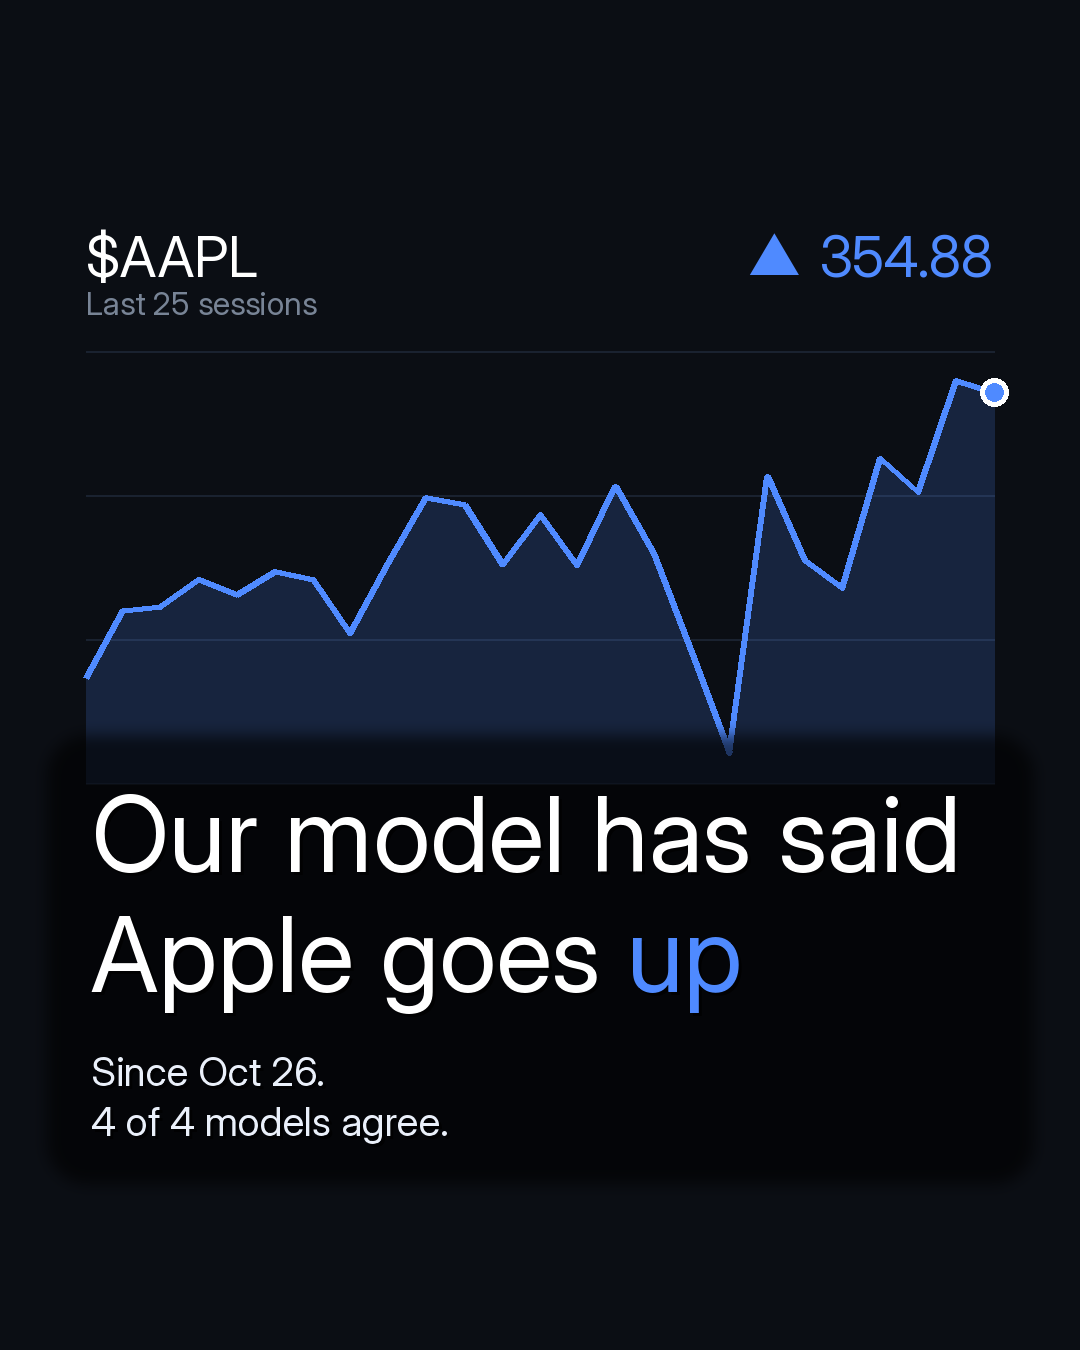 $AAPL
354.88
Last 25 sessions
Our model has said
Apple goes up
Since Oct 26.
4 of 4 models agree.